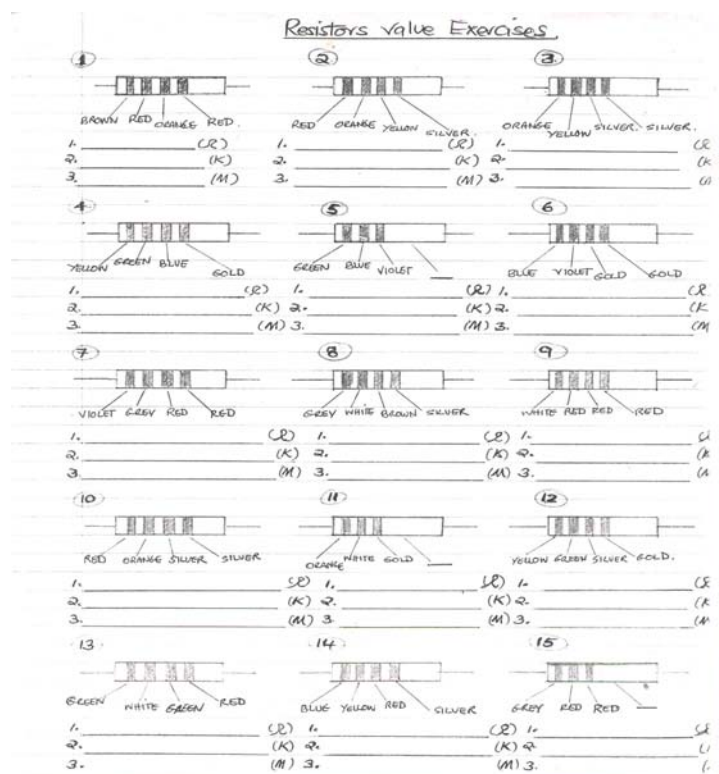 Resistors value Exercises.
1 2 3
BROWN RED ORANGE RED. RED ORANGE YELLOW SILVER. ORANGE YELLOW SILVER. SILVER.
1. (Ω) 1. (Ω) 1. (Ω
2. (K) 2. (K) 2. (K
3. (M) 3. (M) 3.
4 5 6
YELLOW GREEN BLUE GOLD GREEN BLUE VIOLET — BLUE VIOLET GOLD GOLD
1. (Ω) 1. (Ω) 1. (Ω
2. (K) 2. (K) 2. (K
3. (M) 3. (M) 3. (M
7 8 9
VIOLET GREY RED RED GREY WHITE BROWN SILVER WHITE RED RED RED
1. (Ω) 1. (Ω) 1.
2. (K) 2. (K) 2. (K
3. (M) 3. (M) 3. (M
10 11 12
RED ORANGE SILVER SILVER ORANGE WHITE GOLD — YELLOW GREEN SILVER GOLD.
1. Ω) 1. Ω) 1. (Ω
2. (K) 2. (K) 2. (K
3. (M) 3. (M) 3. (M
13 14 15
GREEN WHITE GREEN RED BLUE YELLOW RED SILVER GREY RED RED —
1. (Ω) 1. (Ω) 1.
2. (K) 2. (K) 2.
3. (M) 3. (M) 3.